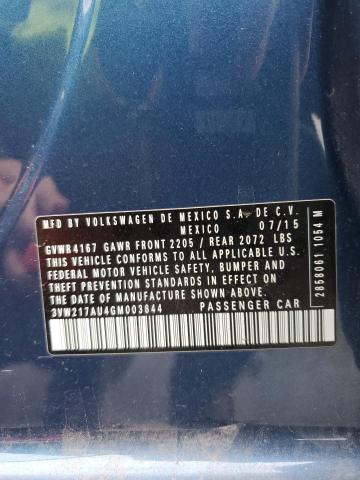 MFD BY VOLKSWAGEN DE MEXICO S.A. DE C.V.
MEXICO 07/15
GVWR4167 GAWR FRONT 2205 / REAR 2072 LBS
THIS VEHICLE CONFORMS TO ALL APPLICABLE U.S.
FEDERAL MOTOR VEHICLE SAFETY, BUMPER AND
THEFT PREVENTION STANDARDS IN EFFECT ON THE
DATE OF MANUFACTURE SHOWN ABOVE.
3VW217AU4GM003844 PASSENGER CAR
2858061 1054 M